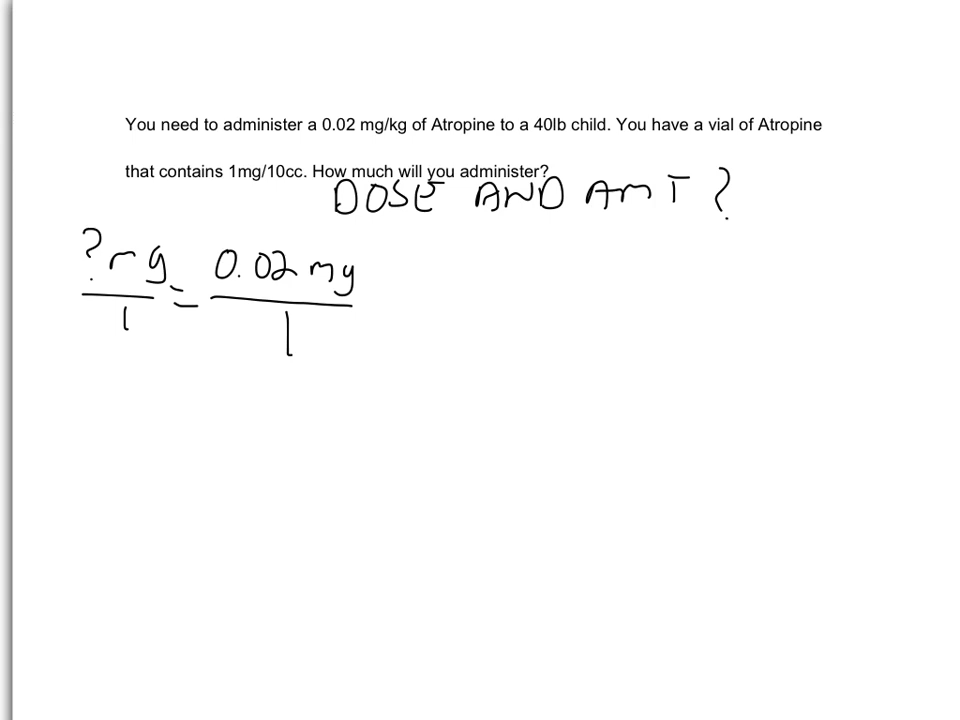 You need to administer a 0.02 mg/kg of Atropine to a 40lb child. You have a vial of Atropine
that contains 1mg/10cc. How much will you administer?
DOSE AND AMT ?
? mg = 0.02 mg
1 1